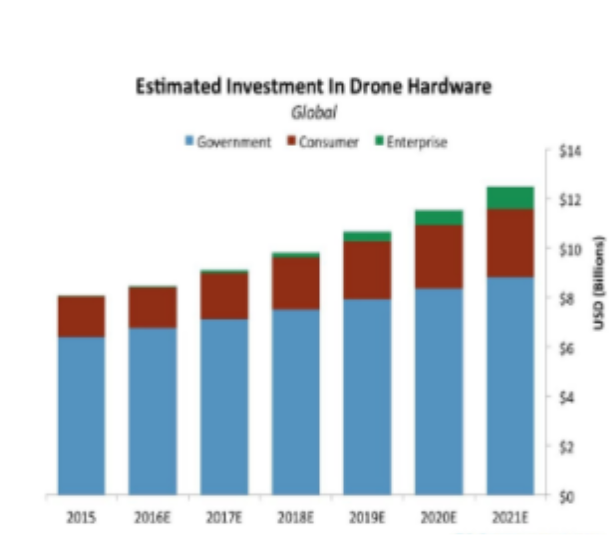 Estimated Investment In Drone Hardware
Global
Government Consumer Enterprise
$14
$12
$10
$8
$6
$4
$2
$0
USD (Billions)
2015 2016E 2017E 2018E 2019E 2020E 2021E